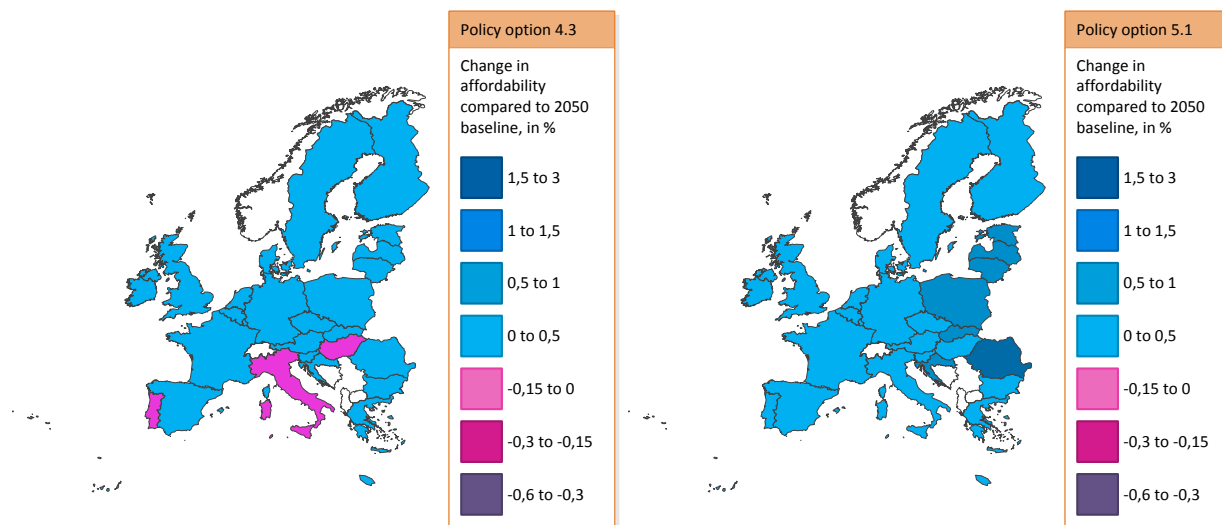 Policy option 4.3
Change in
affordability
compared to 2050
baseline, in %
1,5 to 3
1 to 1,5
0,5 to 1
0 to 0,5
-0,15 to 0
-0,3 to -0,15
-0,6 to -0,3
Policy option 5.1
Change in
affordability
compared to 2050
baseline, in %
1,5 to 3
1 to 1,5
0,5 to 1
0 to 0,5
-0,15 to 0
-0,3 to -0,15
-0,6 to -0,3